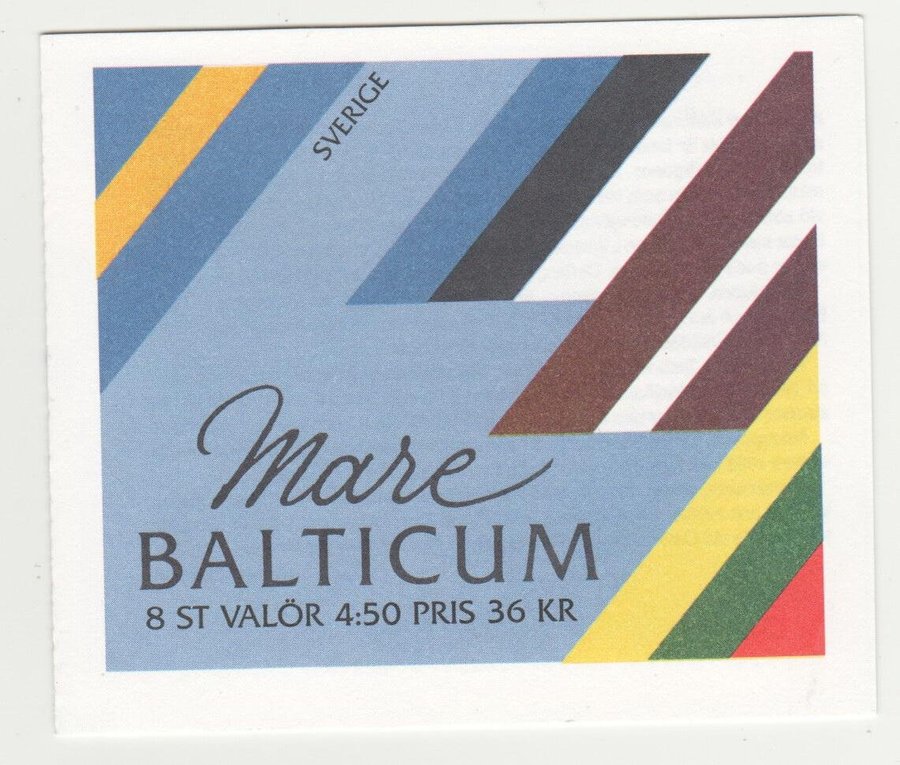 SVERIGE
Mare
BALTICUM
8 ST VALÖR 4:50 PRIS 36 KR